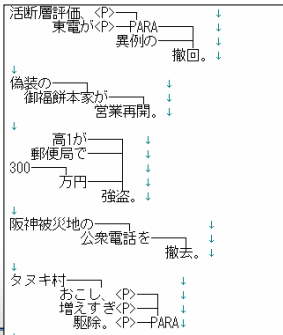 活断層評価、<P>─┐ ↓
東電が<P>─PARA─┐ ↓
異例の─┤ ↓
撤回。↓
↓
偽装の─┐ ↓
御福餅本家が─┐ ↓
営業再開。↓
↓
高1が─┐ ↓
郵便局で─┤ ↓
300─┐ │ ↓
万円─┤ ↓
強盗。↓
↓
阪神被災地の─┐ ↓
公衆電話を─┐ ↓
撤去。↓
↓
タヌキ村─┐ ↓
おこし、<P>─┐ │ ↓
増えすぎ<P>─┤ │ ↓
駆除。<P>─PARA↓
↓